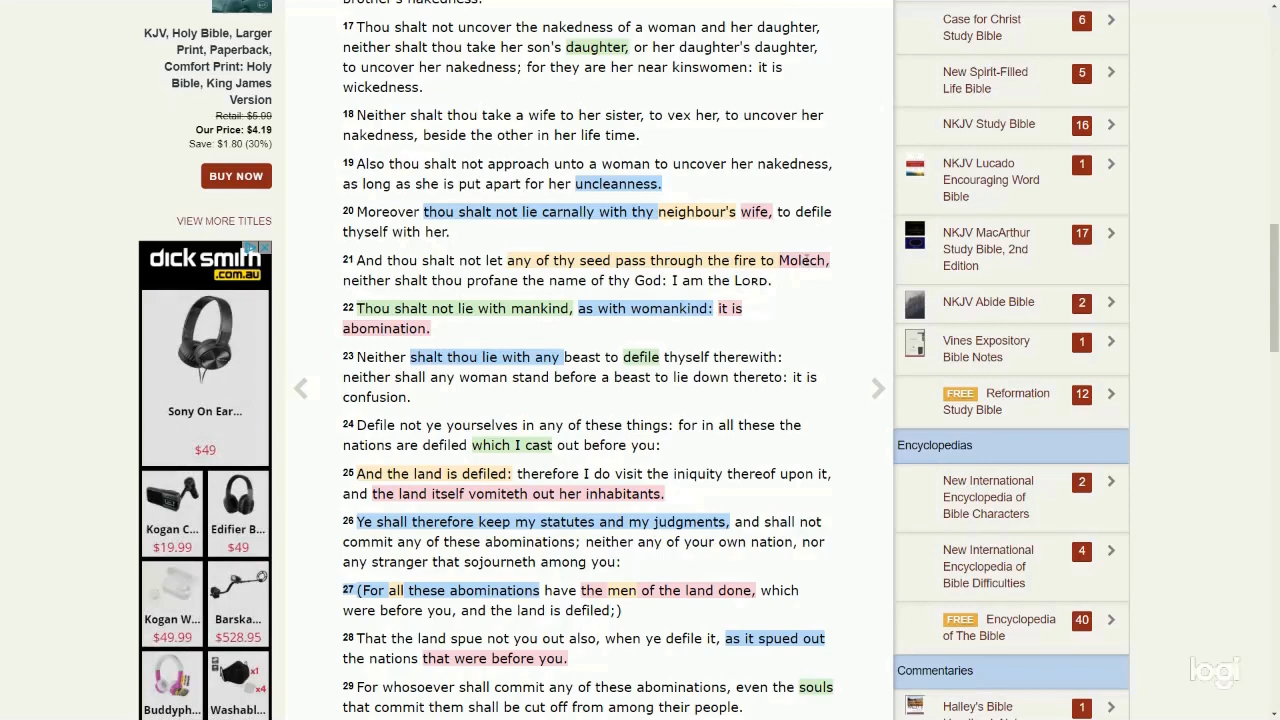 brother's nakedness.
17 Thou shalt not uncover the nakedness of a woman and her daughter,
neither shalt thou take her son's daughter, or her daughter's daughter,
to uncover her nakedness; for they are her near kinswomen: it is
wickedness.
18 Neither shalt thou take a wife to her sister, to vex her, to uncover her
nakedness, beside the other in her life time.
19 Also thou shalt not approach unto a woman to uncover her nakedness,
as long as she is put apart for her uncleanness.
20 Moreover thou shalt not lie carnally with thy neighbour's wife, to defile
thyself with her.
21 And thou shalt not let any of thy seed pass through the fire to Molech,
neither shalt thou profane the name of thy God: I am the LORD.
22 Thou shalt not lie with mankind, as with womankind: it is
abomination.
23 Neither shalt thou lie with any beast to defile thyself therewith:
neither shall any woman stand before a beast to lie down thereto: it is
confusion.
24 Defile not ye yourselves in any of these things: for in all these the
nations are defiled which I cast out before you:
25 And the land is defiled: therefore I do visit the iniquity thereof upon it,
and the land itself vomiteth out her inhabitants.
26 Ye shall therefore keep my statutes and my judgments, and shall not
commit any of these abominations; neither any of your own nation, nor
any stranger that sojourneth among you:
27 (For all these abominations have the men of the land done, which
were before you, and the land is defiled;)
28 That the land spue not you out also, when ye defile it, as it spued out
the nations that were before you.
29 For whosoever shall commit any of these abominations, even the souls
that commit them shall be cut off from among their people.
KJV, Holy Bible, Larger
Print, Paperback,
Comfort Print: Holy
Bible, King James
Version
Retail: $5.99
Our Price: $4.19
Save: $1.80 (30%)
BUY NOW
VIEW MORE TITLES
dick smith
.com.au
Sony On Ear...
$49
Kogan C...
$19.99
Edifier B...
$49
Kogan W...
$49.99
Barska...
$528.95
x1
x4
Buddyph...
Washabl...
Case for Christ
Study Bible
6
New Spirit-Filled
Life Bible
5
NKJV Study Bible
16
NKJV Lucado
Encouraging Word
Bible
1
NKJV MacArthur
Study Bible, 2nd
Edition
17
NKJV Abide Bible
2
Vines Expository
Bible Notes
1
FREE Reformation
Study Bible
12
Encyclopedias
New International
Encyclopedia of
Bible Characters
2
New International
Encyclopedia of
Bible Difficulties
4
FREE Encyclopedia
of The Bible
40
Commentaries
Halley's Bible
1
logi